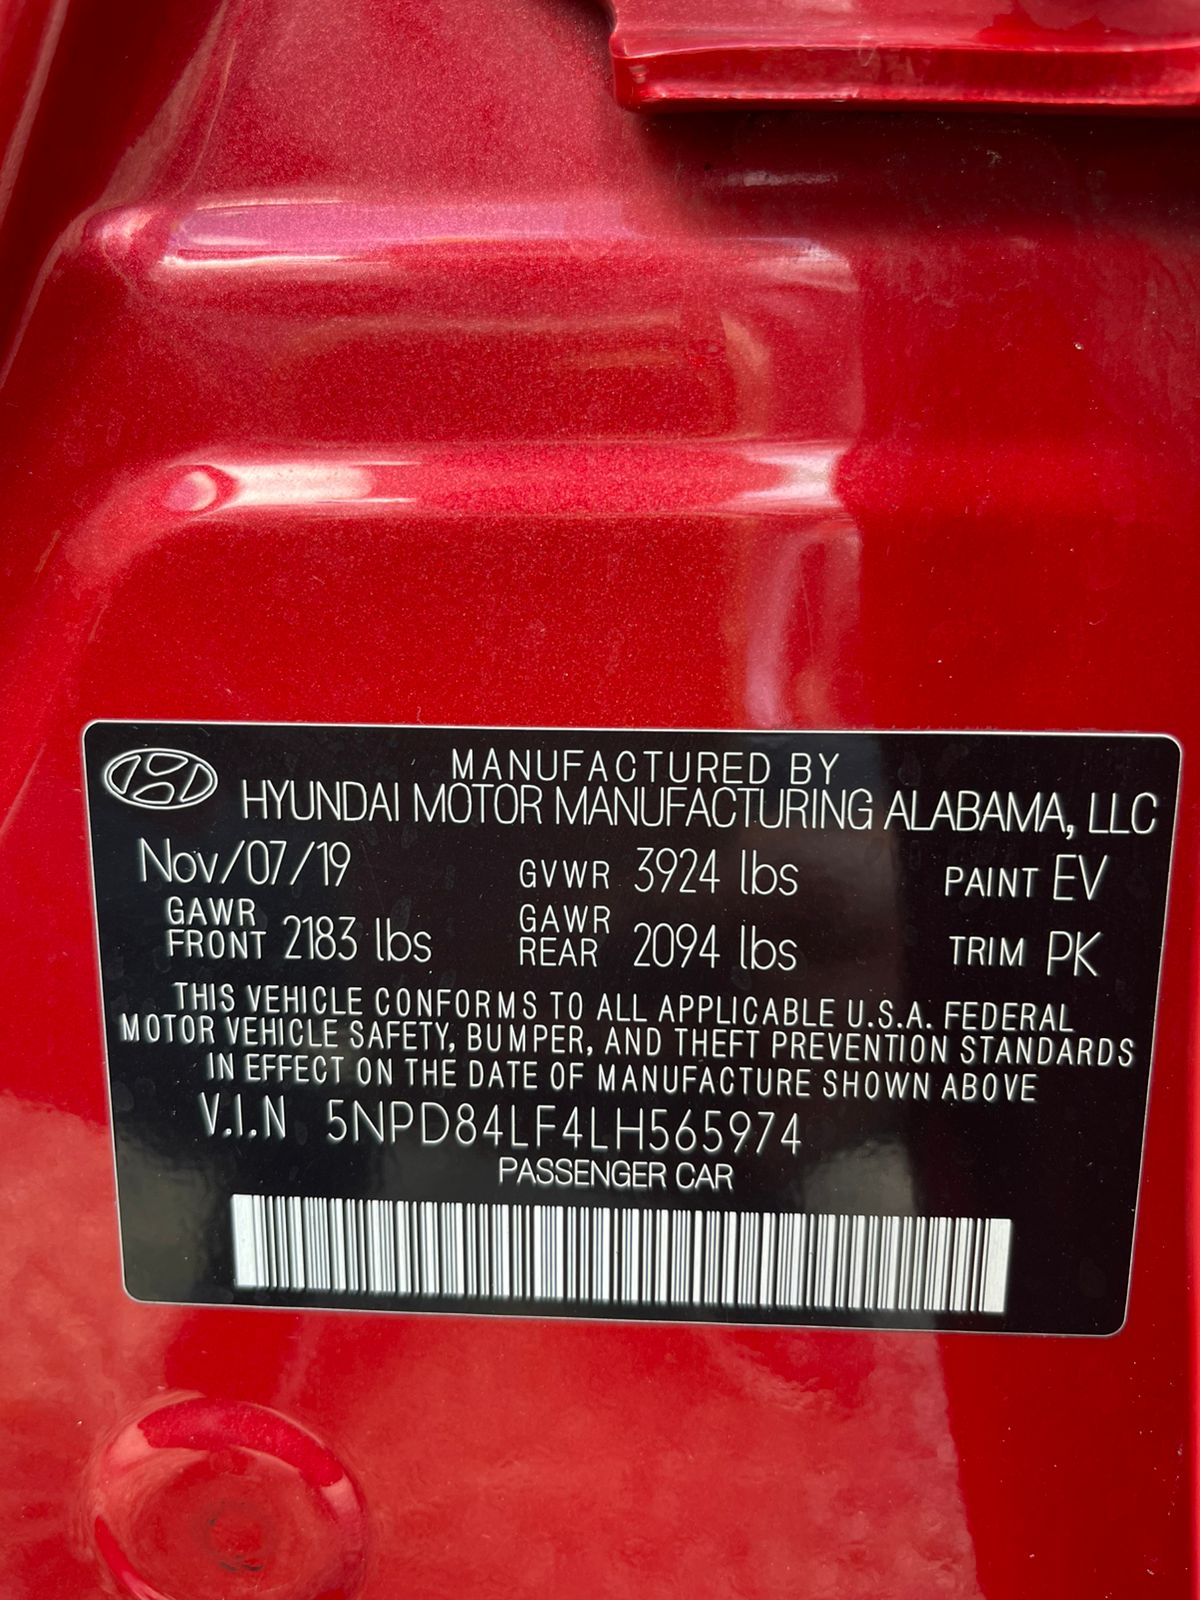 MANUFACTURED BY
HYUNDAI MOTOR MANUFACTURING ALABAMA, LLC
Nov/07/19 GVWR 3924 lbs PAINT EV
GAWR FRONT 2183 lbs GAWR REAR 2094 lbs TRIM PK
THIS VEHICLE CONFORMS TO ALL APPLICABLE U.S.A. FEDERAL
MOTOR VEHICLE SAFETY, BUMPER, AND THEFT PREVENTION STANDARDS
IN EFFECT ON THE DATE OF MANUFACTURE SHOWN ABOVE
V.I.N 5NPD84LF4LH565974
PASSENGER CAR